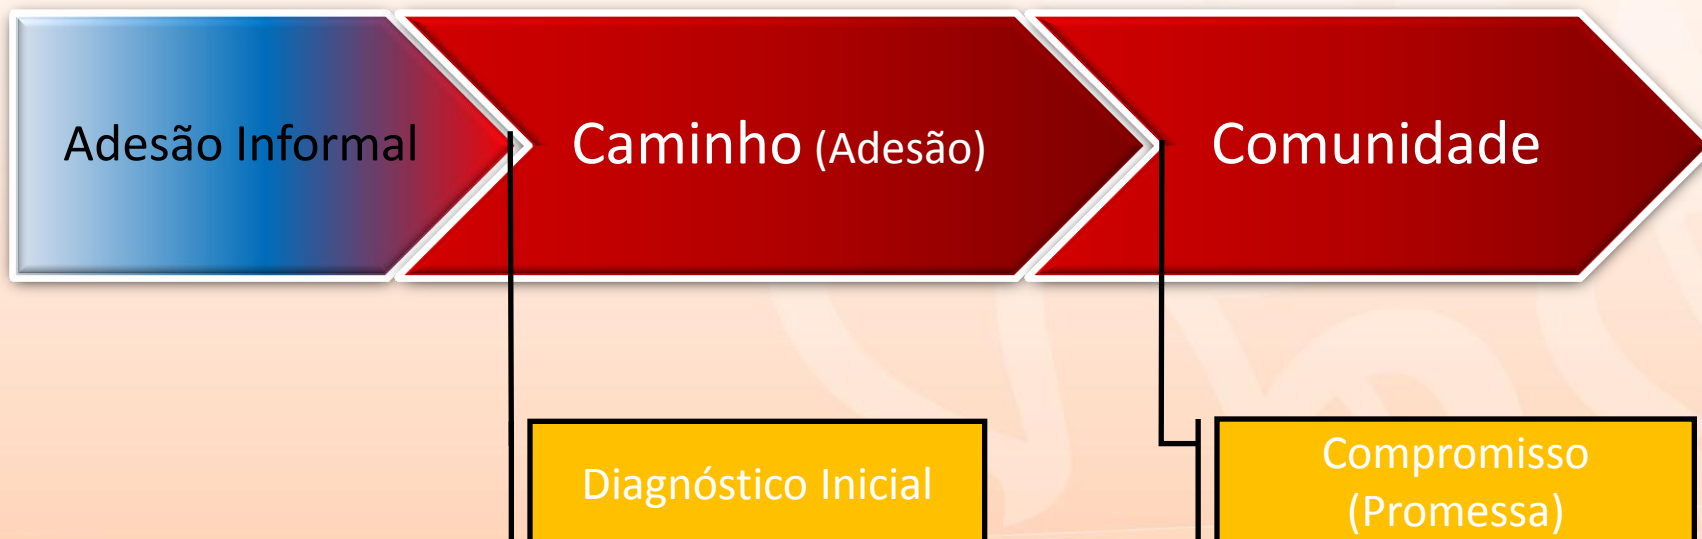 Adesão Informal
Caminho (Adesão)
Comunidade
Diagnóstico Inicial
Compromisso
(Promessa)